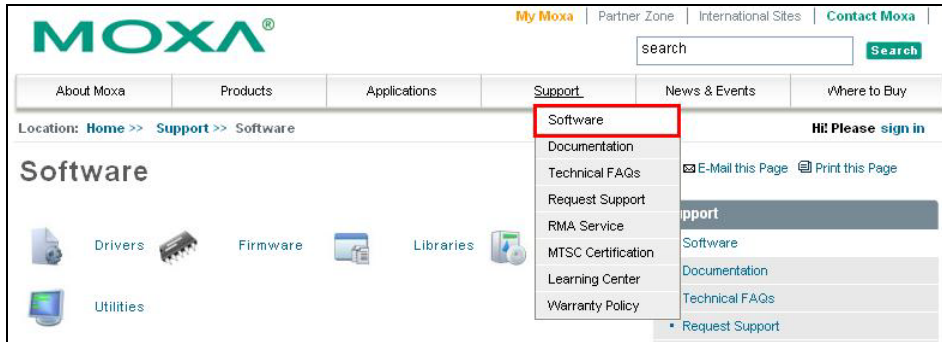 MOXA®
My Moxa | Partner Zone | International Sites | Contact Moxa |
search
Search
About Moxa
Products
Applications
Support
News & Events
Where to Buy
Location: Home >> Support >> Software
Hi! Please sign in
Software
Documentation
Technical FAQs
Request Support
RMA Service
MTSC Certification
Learning Center
Warranty Policy
Software
E-Mail this Page
Print this Page
Drivers
Firmware
Libraries
Utilities
pport
Software
Documentation
Technical FAQs
• Request Support